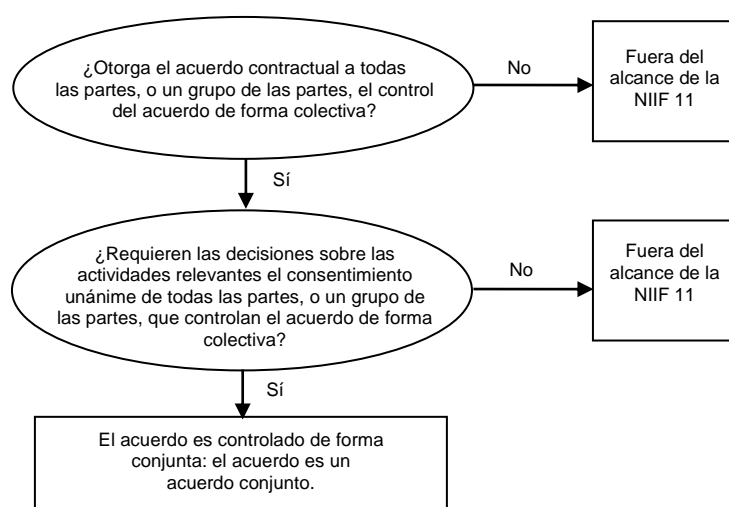 ¿Otorga el acuerdo contractual a todas
las partes, o un grupo de las partes, el control
del acuerdo de forma colectiva?
No
Fuera del
alcance de la
NIIF 11
Sí
¿Requieren las decisiones sobre las
actividades relevantes el consentimiento
unánime de todas las partes, o un grupo de
las partes, que controlan el acuerdo de forma
colectiva?
No
Fuera del
alcance de la
NIIF 11
Sí
El acuerdo es controlado de forma
conjunta: el acuerdo es un
acuerdo conjunto.